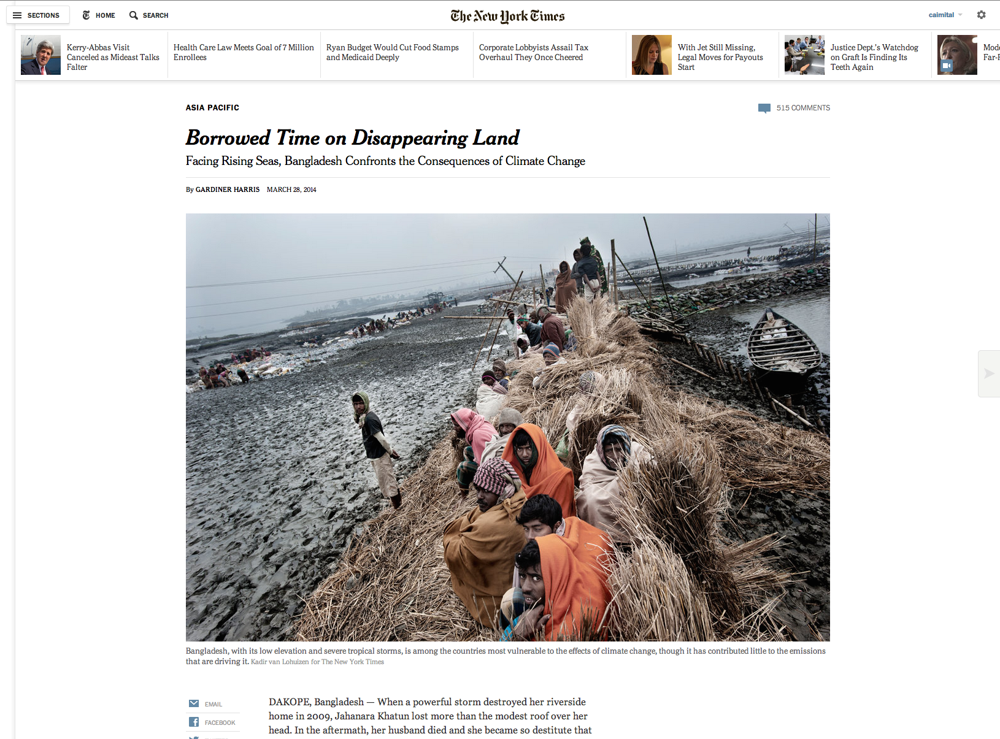 SECTIONS
HOME
SEARCH
The New York Times
caimital
Kerry-Abbas Visit
Canceled as Mideast Talks
Falter
Health Care Law Meets Goal of 7 Million
Enrollees
Ryan Budget Would Cut Food Stamps
and Medicaid Deeply
Corporate Lobbyists Assail Tax
Overhaul They Once Cheered
With Jet Still Missing,
Legal Moves for Payouts
Start
Justice Dept.'s Watchdog
on Graft Is Finding Its
Teeth Again
ASIA PACIFIC
515 COMMENTS
Borrowed Time on Disappearing Land
Facing Rising Seas, Bangladesh Confronts the Consequences of Climate Change
By GARDINER HARRIS MARCH 28, 2014
Bangladesh, with its low elevation and severe tropical storms, is among the countries most vulnerable to the effects of climate change, though it has contributed little to the emissions
that are driving it. Kadir van Lohuizen for The New York Times
EMAIL
FACEBOOK
DAKOPE, Bangladesh — When a powerful storm destroyed her riverside
home in 2009, Jahanara Khatun lost more than the modest roof over her
head. In the aftermath, her husband died and she became so destitute that